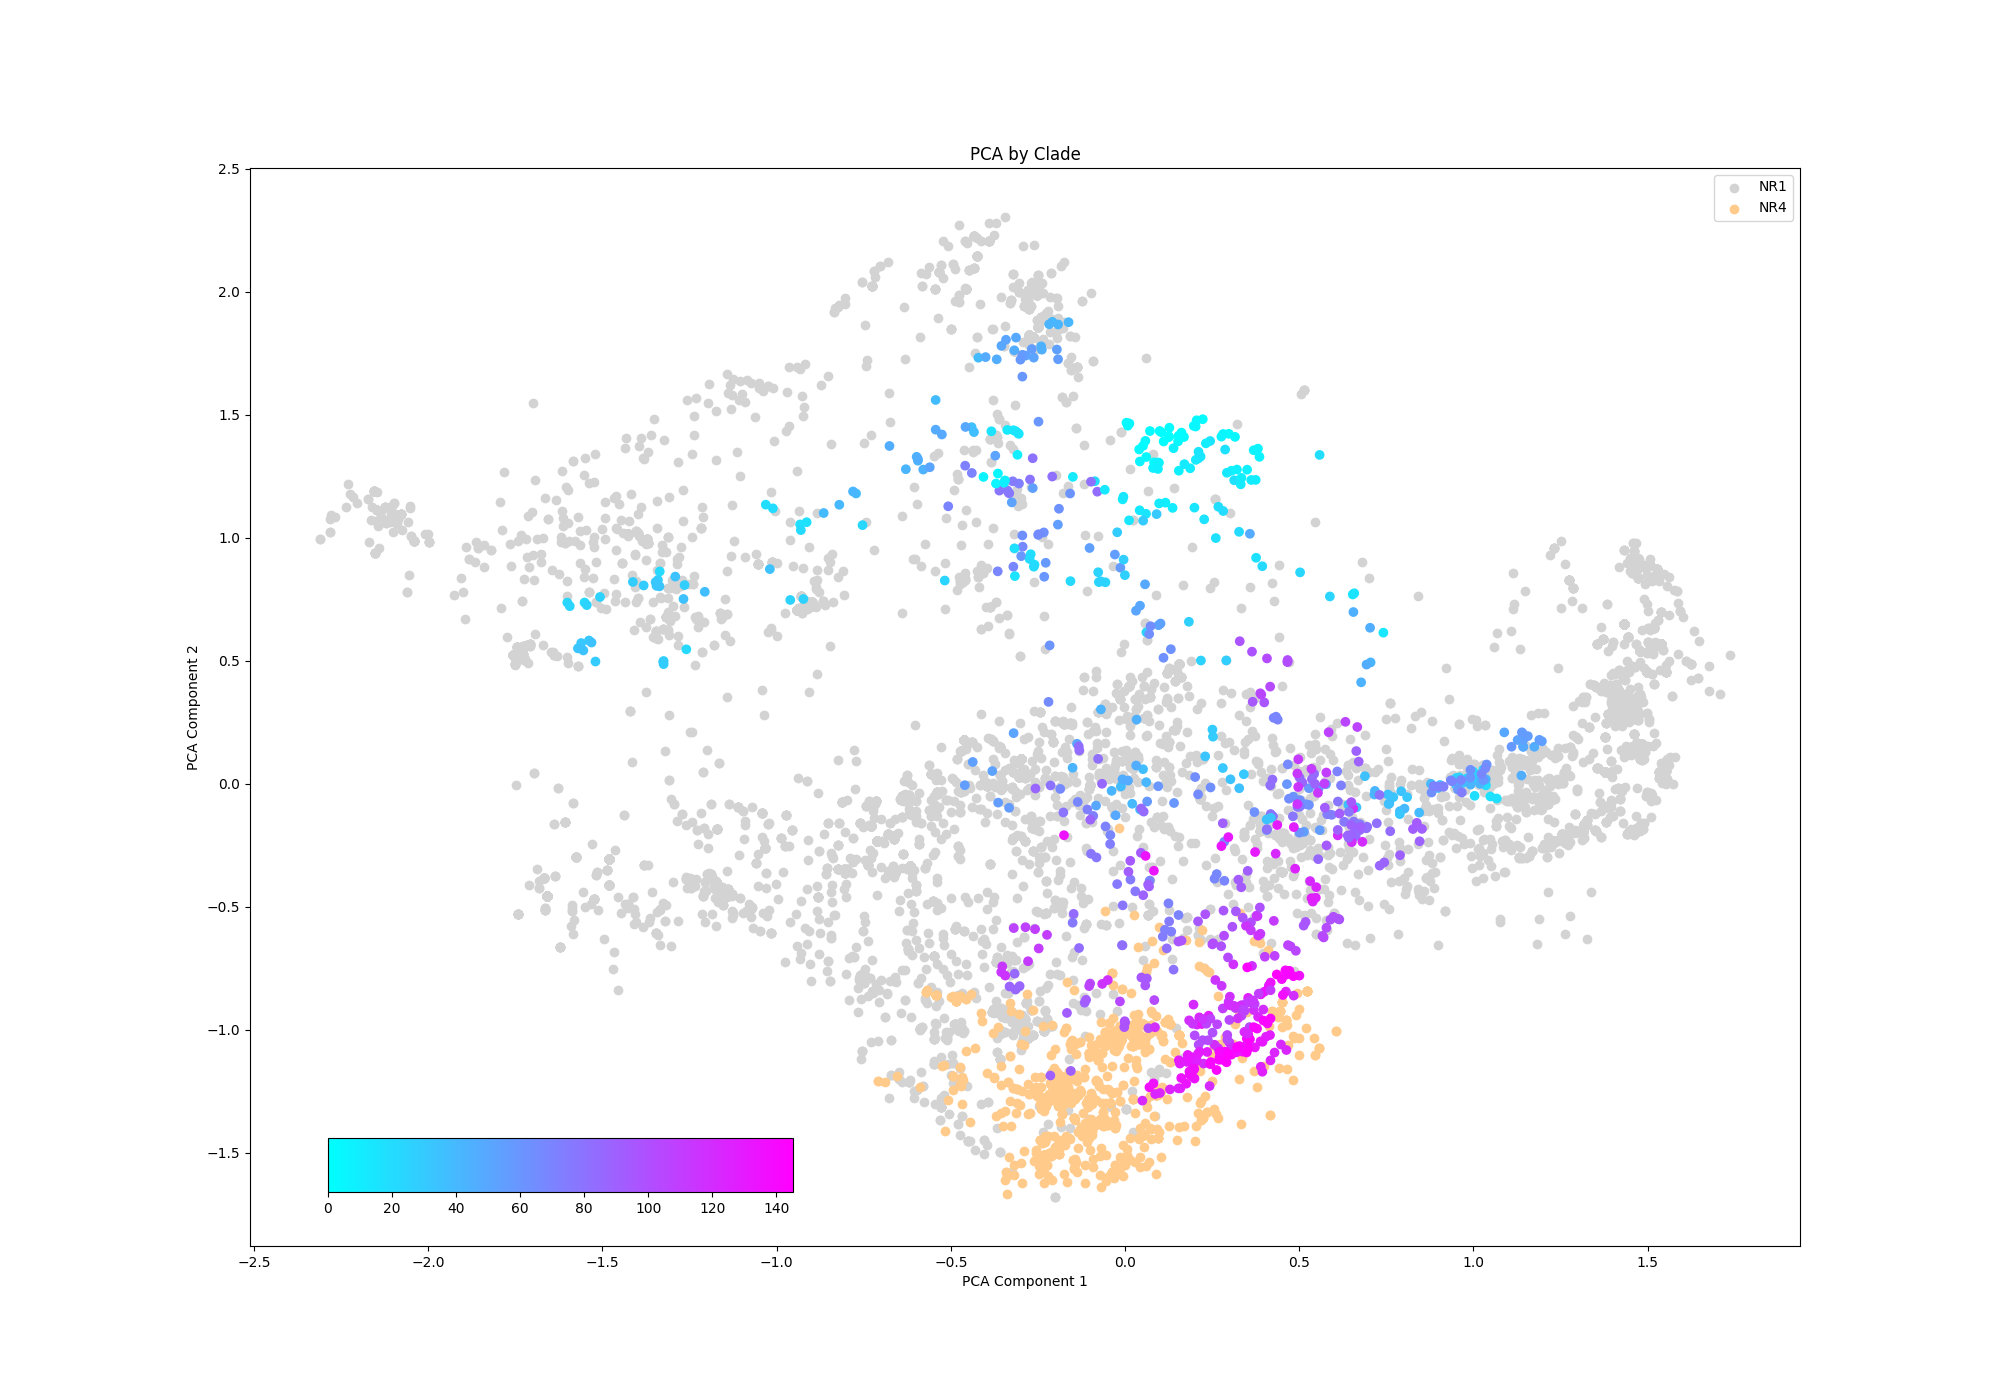 PCA by Clade
NR1
NR4
2.5
2.0
1.5
1.0
0.5
0.0
−0.5
−1.0
−1.5
PCA Component 2
0 20 40 60 80 100 120 140
−2.5 −2.0 −1.5 −1.0 −0.5 0.0 0.5 1.0 1.5
PCA Component 1